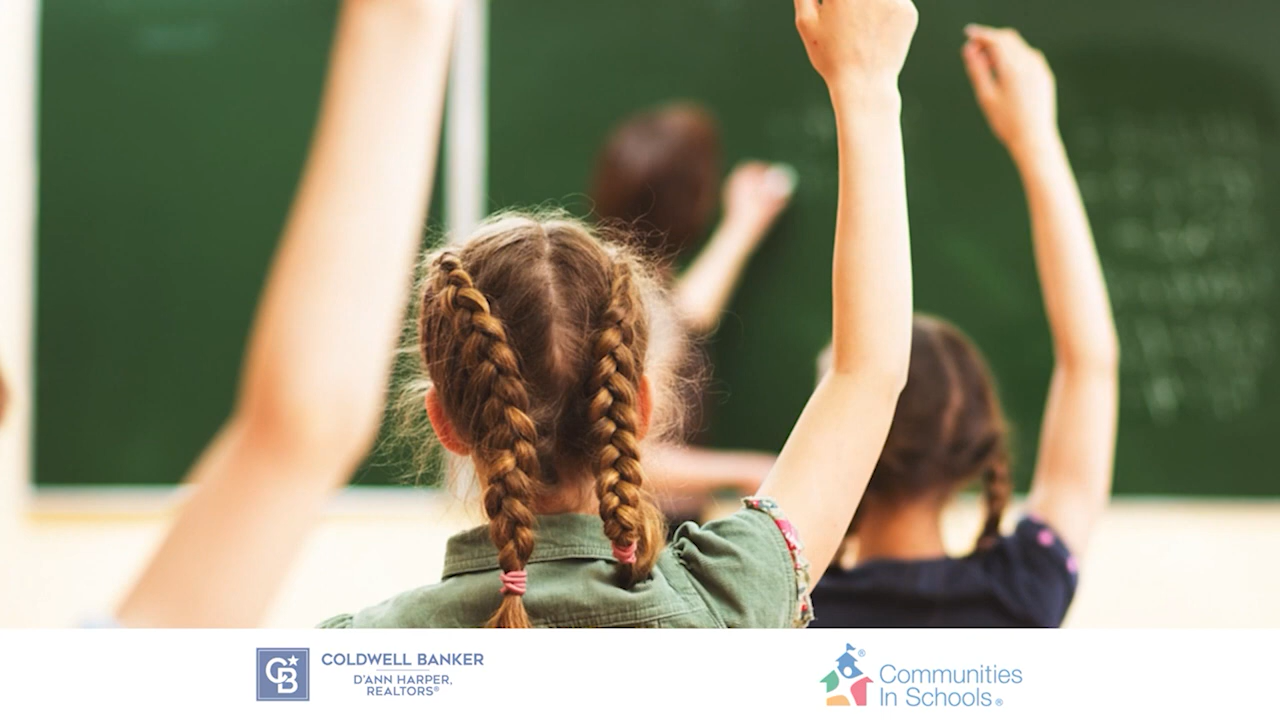 CB
COLDWELL BANKER
D'ANN HARPER,
REALTORS®
®
Communities
In Schools®